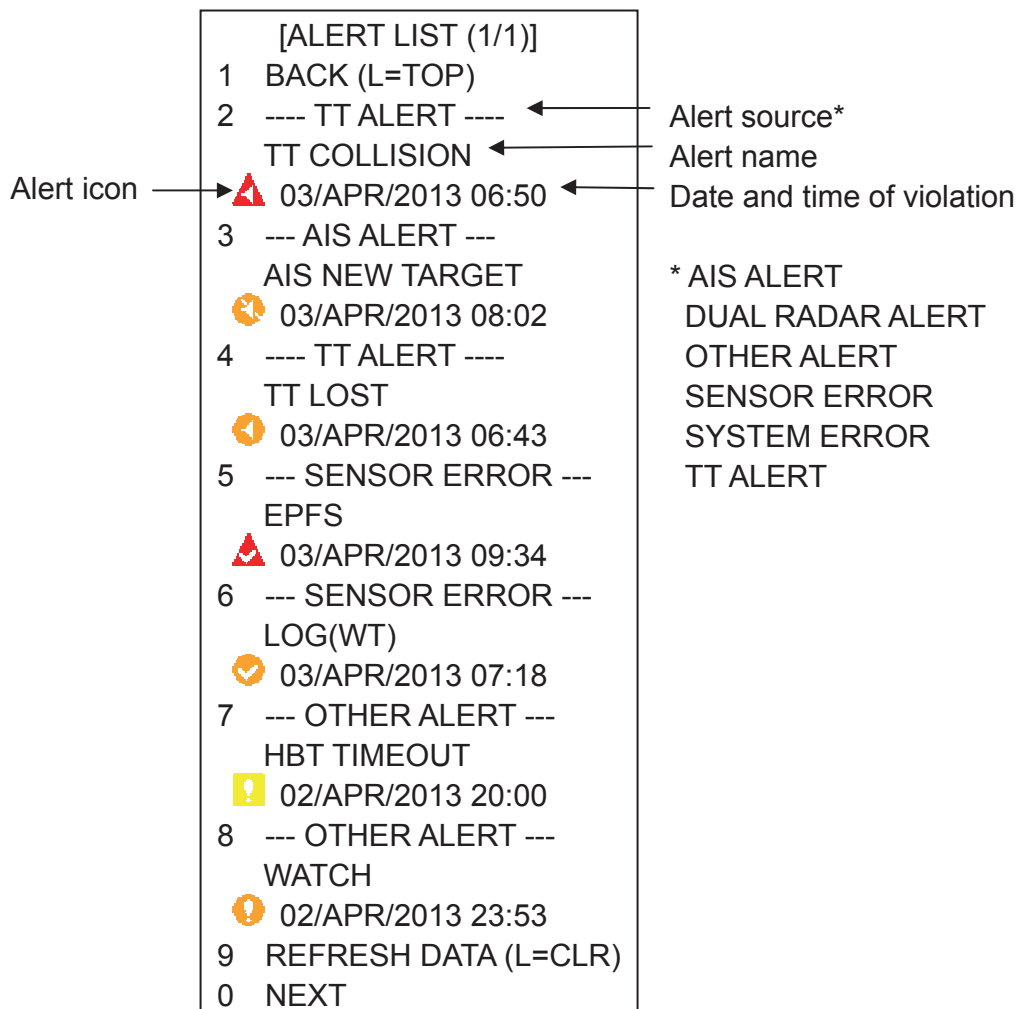 [ALERT LIST (1/1)]
1 BACK (L=TOP)
2 ---- TT ALERT ----
TT COLLISION
03/APR/2013 06:50
3 --- AIS ALERT ---
AIS NEW TARGET
03/APR/2013 08:02
4 ---- TT ALERT ----
TT LOST
03/APR/2013 06:43
5 --- SENSOR ERROR ---
EPFS
03/APR/2013 09:34
6 --- SENSOR ERROR ---
LOG(WT)
03/APR/2013 07:18
7 --- OTHER ALERT ---
HBT TIMEOUT
02/APR/2013 20:00
8 --- OTHER ALERT ---
WATCH
02/APR/2013 23:53
9 REFRESH DATA (L=CLR)
0 NEXT
Alert icon
Alert source*
Alert name
Date and time of violation
* AIS ALERT
DUAL RADAR ALERT
OTHER ALERT
SENSOR ERROR
SYSTEM ERROR
TT ALERT